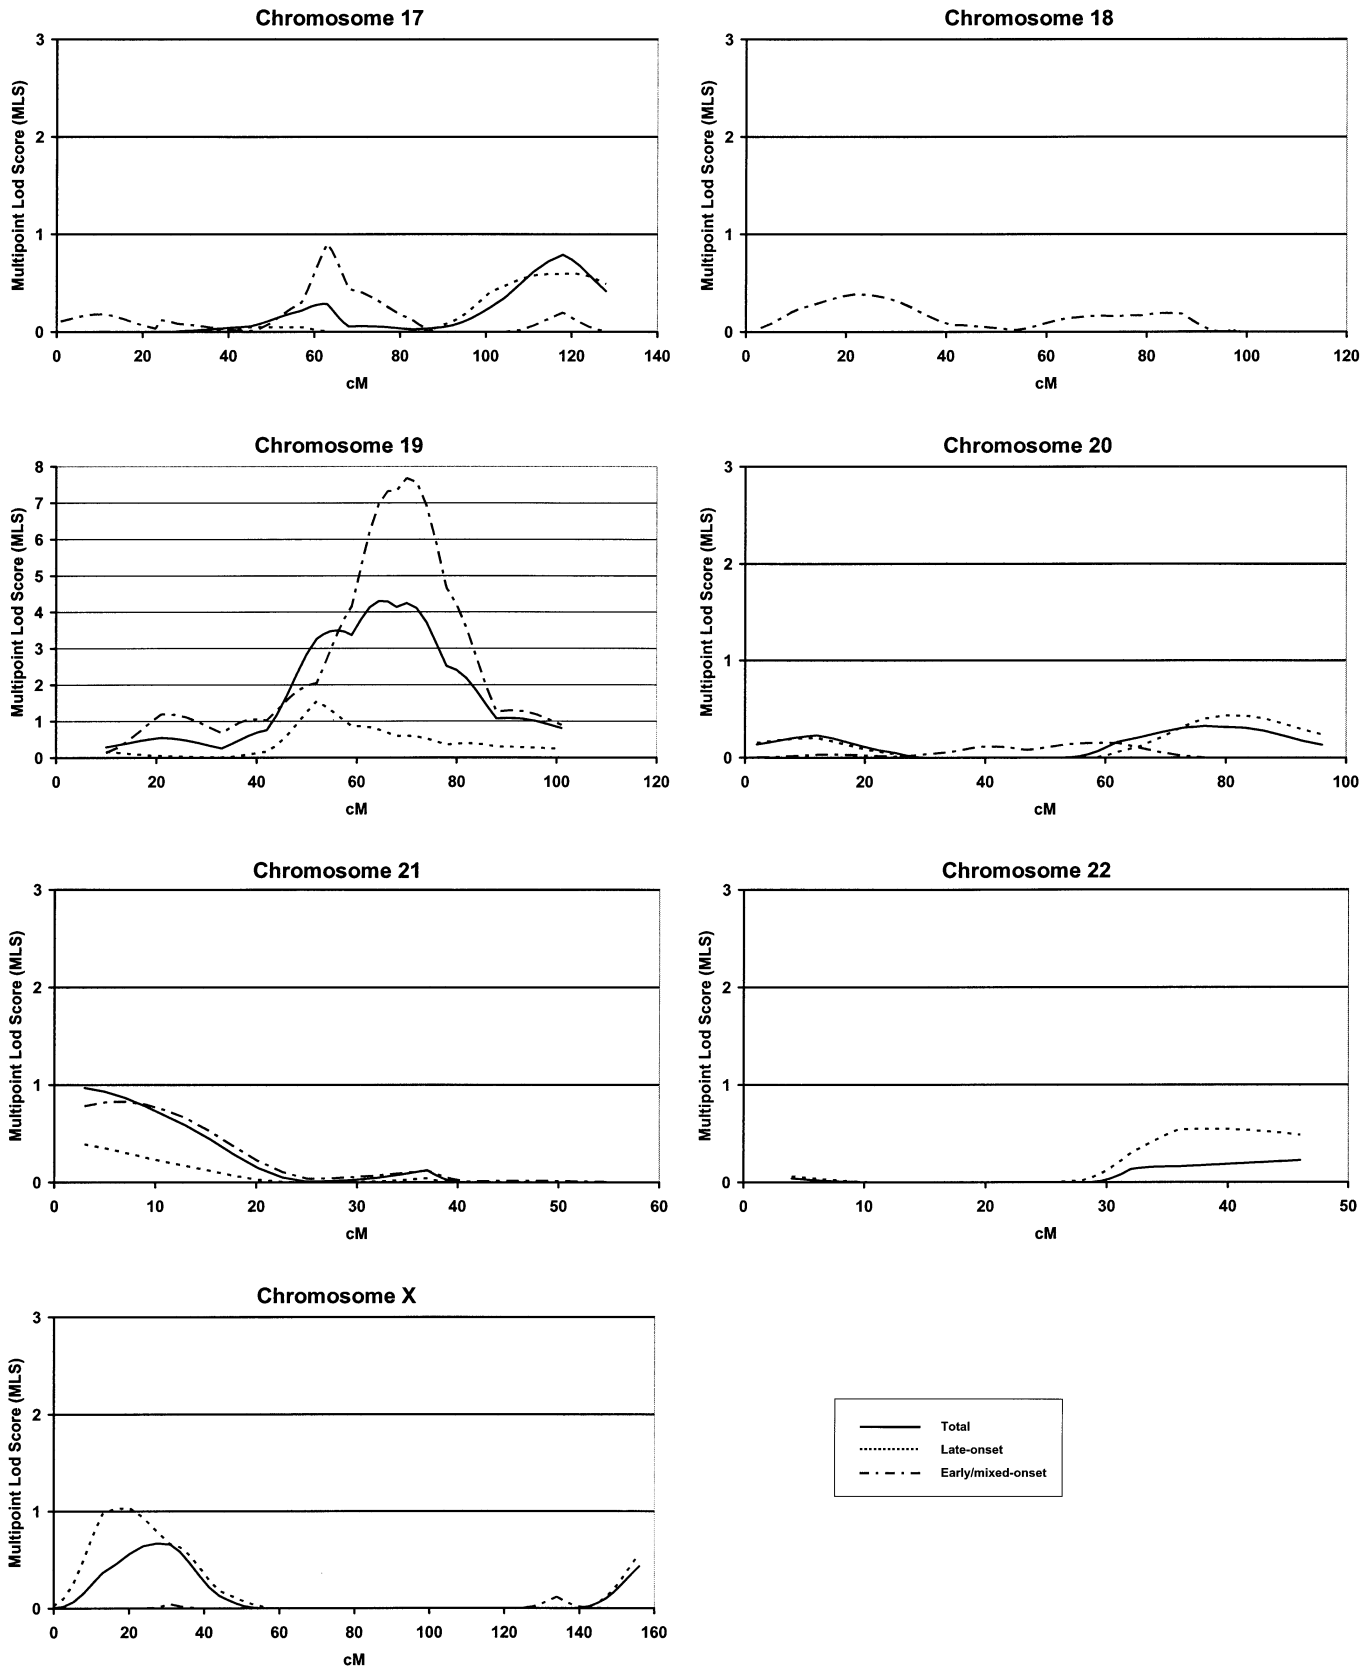 Chromosome 17
Multipoint Lod Score (MLS)
3
2
1
0
0 20 40 60 80 100 120 140
cM
Chromosome 18
Multipoint Lod Score (MLS)
3
2
1
0
0 20 40 60 80 100 120
cM
Chromosome 19
Multipoint Lod Score (MLS)
8
7
6
5
4
3
2
1
0
0 20 40 60 80 100 120
cM
Chromosome 20
Multipoint Lod Score (MLS)
3
2
1
0
0 20 40 60 80 100
cM
Chromosome 21
Multipoint Lod Score (MLS)
3
2
1
0
0 10 20 30 40 50 60
cM
Chromosome 22
Multipoint Lod Score (MLS)
3
2
1
0
0 10 20 30 40 50
cM
Chromosome X
Multipoint Lod Score (MLS)
3
2
1
0
0 20 40 60 80 100 120 140 160
cM
Total
Late-onset
Early/mixed-onset